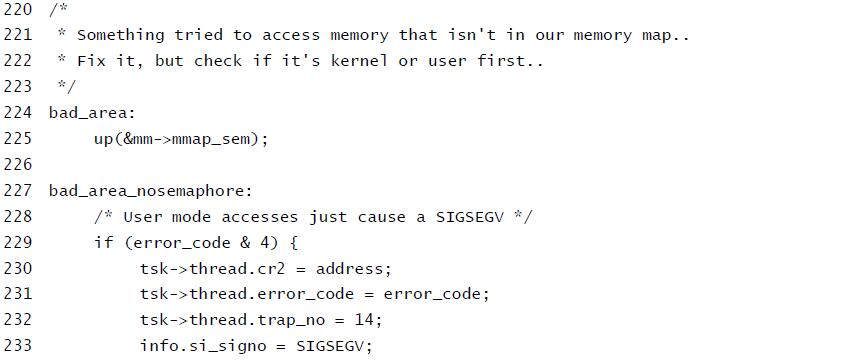 220 /*
221 * Something tried to access memory that isn't in our memory map..
222 * Fix it, but check if it's kernel or user first..
223 */
224 bad_area:
225 up(&mm->mmap_sem);
226
227 bad_area_nosemaphore:
228 /* User mode accesses just cause a SIGSEGV */
229 if (error_code & 4) {
230 tsk->thread.cr2 = address;
231 tsk->thread.error_code = error_code;
232 tsk->thread.trap_no = 14;
233 info.si_signo = SIGSEGV;